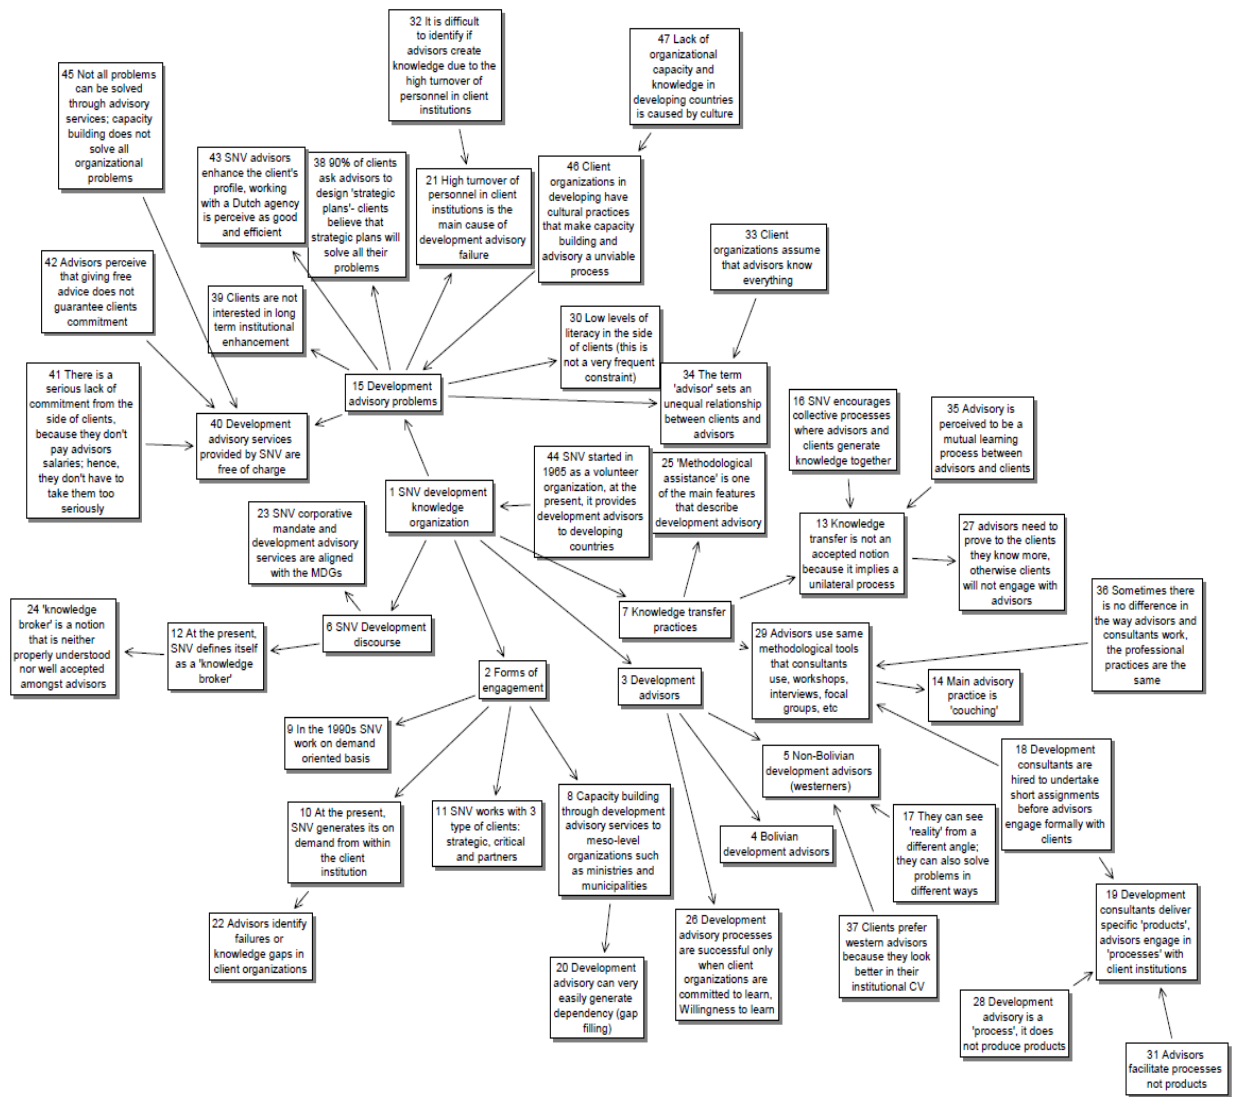 32 It is difficult
to identify if
advisors create
knowledge due to the
high turnover of
personnel in client
institutions
47 Lack of
organizational
capacity and
knowledge in
developing countries
is caused by culture
45 Not all problems
can be solved
through advisory
services; capacity
building does not
solve all
organizational
problems
43 SNV advisors
enhance the client's
profile, working
with a Dutch agency
is perceive as good
and efficient
38 90% of clients
ask advisors to
design 'strategic
plans'- clients
believe that
strategic plans will
solve all their
problems
21 High turnover of
personnel in client
institutions is the
main cause of
development advisory
failure
46 Client
organizations in
developing have
cultural practices
that make capacity
building and
advisory a unviable
process
33 Client
organizations assume
that advisors know
everything
42 Advisors perceive
that giving free
advice does not
guarantee clients
commitment
39 Clients are not
interested in long
term institutional
enhancement
30 Low levels of
literacy in the side
of clients (this is
not a very frequent
constraint)
34 The term
'advisor' sets an
unequal relationship
between clients and
advisors
41 There is a
serious lack of
commitment from the
side of clients,
because they don't
pay advisors
salaries; hence,
they don't have to
take them too
seriously
15 Development
advisory problems
40 Development
advisory services
provided by SNV are
free of charge
16 SNV encourages
collective processes
where advisors and
clients generate
knowledge together
35 Advisory is
perceived to be a
mutual learning
process between
advisors and clients
44 SNV started in
1965 as a volunteer
organization, at the
present, it provides
development advisors
to developing
countries
25 'Methodological
assistance' is one
of the main features
that describe
development advisory
1 SNV development
knowledge
organization
23 SNV corporative
mandate and
development advisory
services are aligned
with the MDGs
13 Knowledge
transfer is not an
accepted notion
because it implies a
unilateral process
27 advisors need to
prove to the clients
they know more,
otherwise clients
will not engage with
advisors
24 'knowledge
broker' is a notion
that is neither
properly understood
nor well accepted
amongst advisors
12 At the present,
SNV defines itself
as a 'knowledge
broker'
6 SNV Development
discourse
7 Knowledge transfer
practices
36 Sometimes there
is no difference in
the way advisors and
consultants work,
the professional
practices are the
same
29 Advisors use same
methodological tools
that consultants
use, workshops,
interviews, focal
groups, etc
2 Forms of
engagement
3 Development
advisors
14 Main advisory
practice is
'couching'
9 In the 1990s SNV
work on demand
oriented basis
5 Non-Bolivian
development advisors
(westerners)
18 Development
consultants are
hired to undertake
short assignments
before advisors
engage formally with
clients
10 At the present,
SNV generates its on
demand from within
the client
institution
11 SNV works with 3
type of clients:
strategic, critical
and partners
8 Capacity building
through development
advisory services to
meso-level
organizations such
as ministries and
municipalities
4 Bolivian
development advisors
17 They can see
'reality' from a
different angle;
they can also solve
problems in
different ways
22 Advisors identify
failures or
knowledge gaps in
client organizations
26 Development
advisory processes
are successful only
when client
organizations are
committed to learn,
Willingness to learn
37 Clients prefer
western advisors
because they look
better in their
institutional CV
19 Development
consultants deliver
specific 'products',
advisors engage in
'processes' with
client institutions
20 Development
advisory can very
easily generate
dependency (gap
filling)
28 Development
advisory is a
'process', it does
not produce products
31 Advisors
facilitate processes
not products